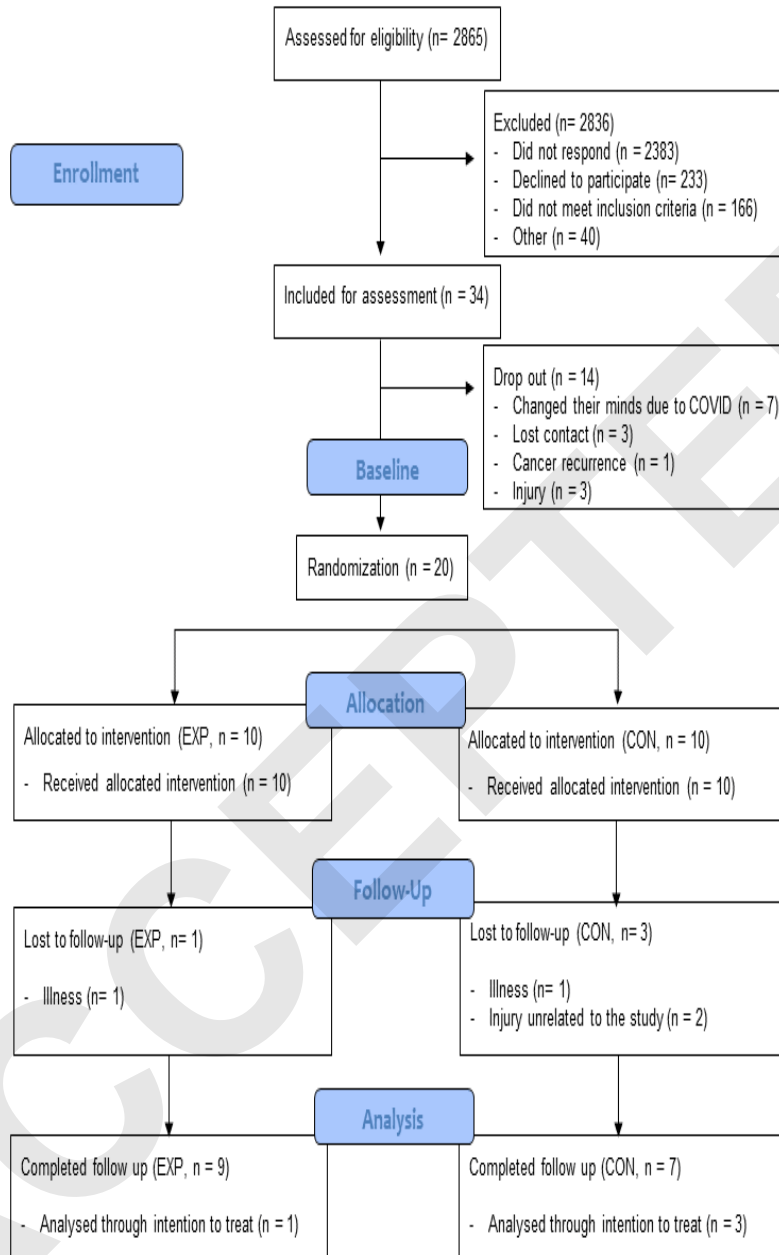 Assessed for eligibility (n= 2865)
Excluded (n= 2836)
- Did not respond (n = 2383)
- Declined to participate (n= 233)
- Did not meet inclusion criteria (n = 166)
- Other (n = 40)
Enrollment
Included for assessment (n = 34)
Drop out (n = 14)
- Changed their minds due to COVID (n = 7)
- Lost contact (n = 3)
- Cancer recurrence (n = 1)
- Injury (n = 3)
Baseline
Randomization (n = 20)
Allocation
Allocated to intervention (EXP, n = 10)
- Received allocated intervention (n = 10)
Allocated to intervention (CON, n = 10)
- Received allocated intervention (n = 10)
Follow-Up
Lost to follow-up (EXP, n= 1)
- Illness (n= 1)
Lost to follow-up (CON, n= 3)
- Illness (n= 1)
- Injury unrelated to the study (n = 2)
Analysis
Completed follow up (EXP, n = 9)
- Analysed through intention to treat (n = 1)
Completed follow up (CON, n = 7)
- Analysed through intention to treat (n = 3)
ACCEPTE